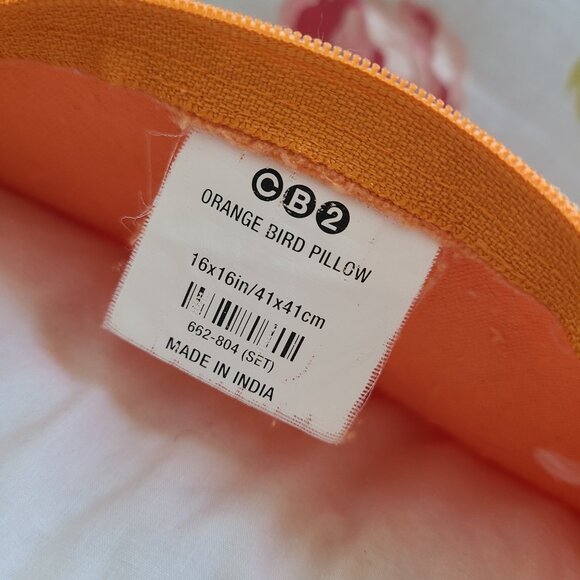 CB2
ORANGE BIRD PILLOW
16x16in/41x41cm
662-804 (SET)
MADE IN INDIA